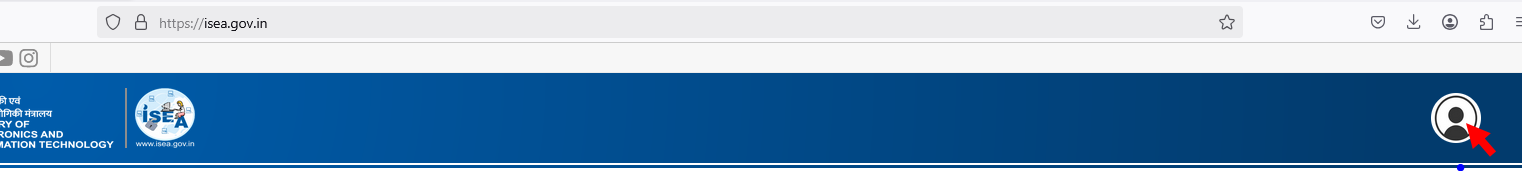 https://isea.gov.in
की एवं
गिकी मंत्रालय
RY OF
RONICS AND
MATION TECHNOLOGY
iSEA
www.isea.gov.in